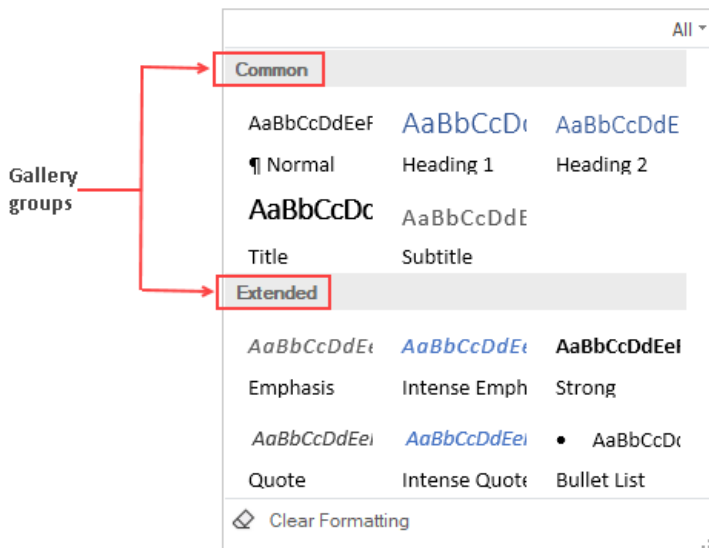 All
Common
AaBbCcDdEeF AaBbCcD AaBbCcDdE
¶ Normal Heading 1 Heading 2
Gallery
groups
AaBbCcDc AaBbCcDdE
Title Subtitle
Extended
AaBbCcDdEe AaBbCcDdEe AaBbCcDdEeI
Emphasis Intense Emph Strong
AaBbCcDdEeI AaBbCcDdEeI • AaBbCcDc
Quote Intense Quote Bullet List
Clear Formatting